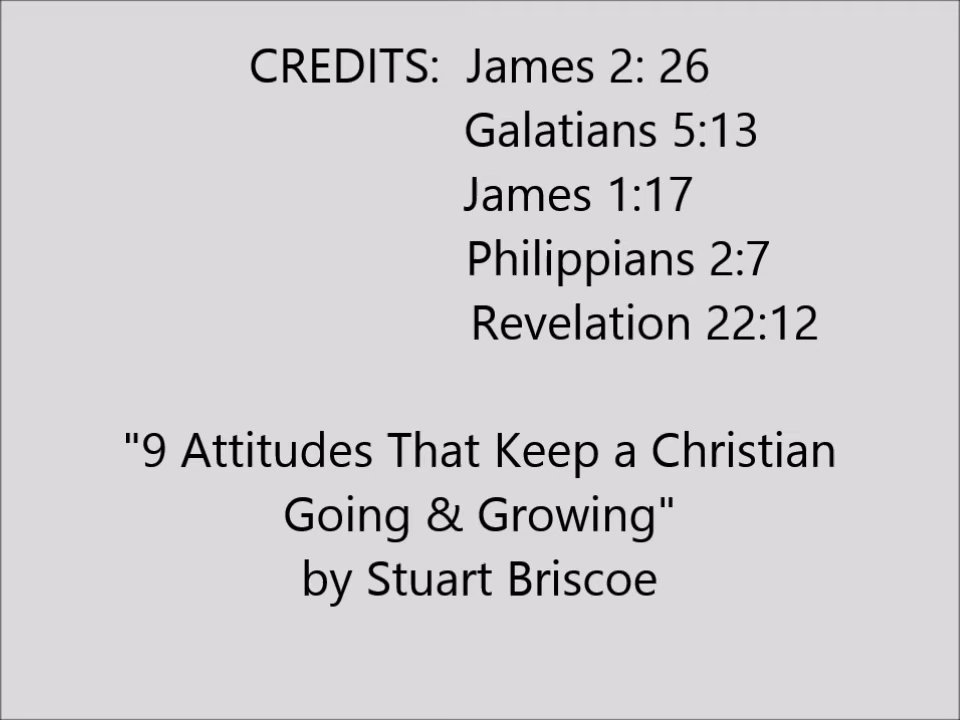 CREDITS: James 2: 26
Galatians 5:13
James 1:17
Philippians 2:7
Revelation 22:12
"9 Attitudes That Keep a Christian
Going & Growing"
by Stuart Briscoe